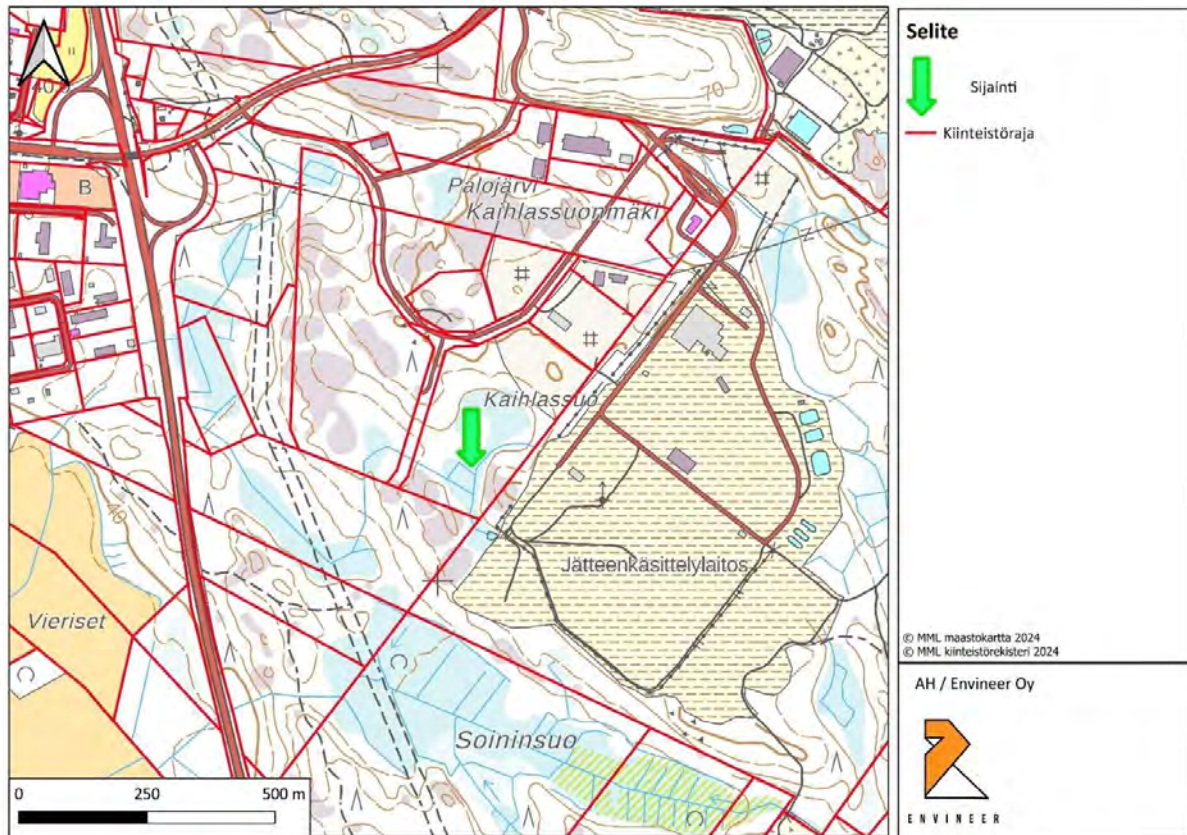 40
70
B
Palojärvi
Kaihlassuonmäki
Kaihlassuo
40
Jätteenkäsittelylaitos
Vieriset
Soininsuo
0 250 500 m
Selite
Sijainti
Kiinteistöraja
© MML maastokartta 2024
© MML kiinteistörekisteri 2024
AH / Envineer Oy
ENVINEER